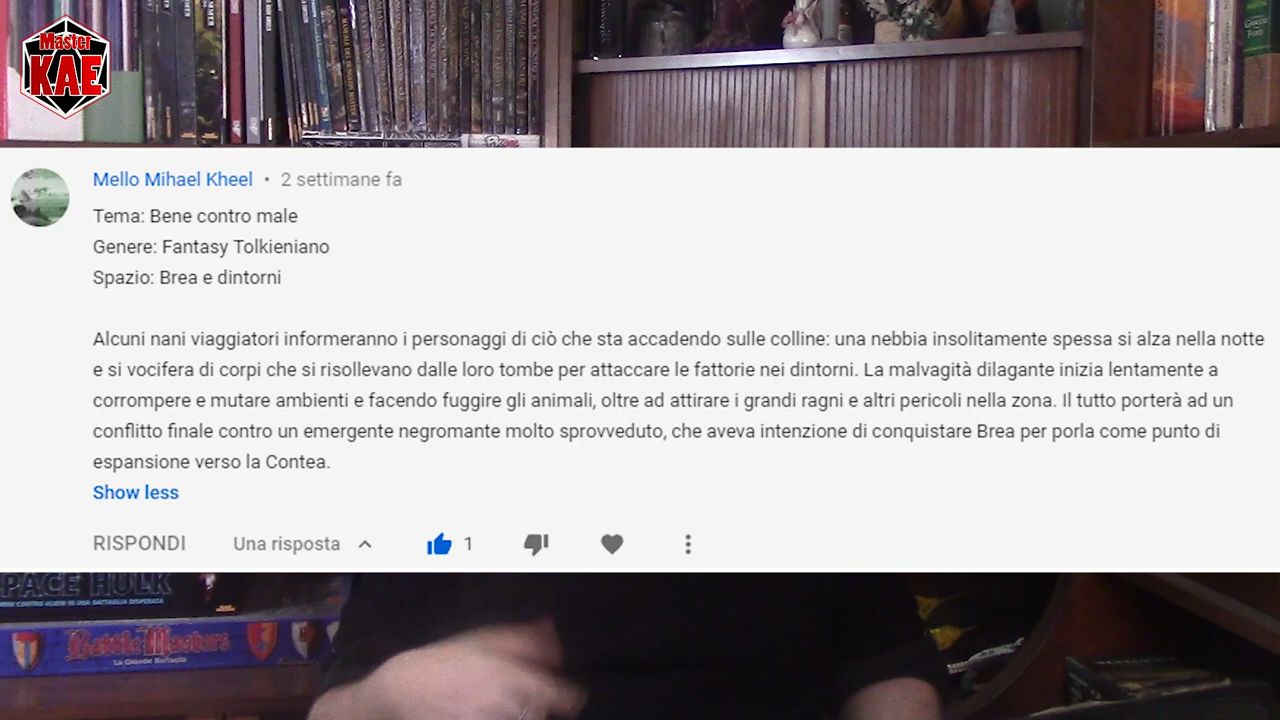 Master
KAE
Mello Mihael Kheel • 2 settimane fa
Tema: Bene contro male
Genere: Fantasy Tolkieniano
Spazio: Brea e dintorni
Alcuni nani viaggiatori informeranno i personaggi di ciò che sta accadendo sulle colline: una nebbia insolitamente spessa si alza nella notte
e si vocifera di corpi che si risollevano dalle loro tombe per attaccare le fattorie nei dintorni. La malvagità dilagante inizia lentamente a
corrompere e mutare ambienti e facendo fuggire gli animali, oltre ad attirare i grandi ragni e altri pericoli nella zona. Il tutto porterà ad un
conflitto finale contro un emergente negromante molto sprovveduto, che aveva intenzione di conquistare Brea per porla come punto di
espansione verso la Contea.
Show less
RISPONDI Una risposta 1
PACE HULK
Battle Masters
La Grande Battaglia